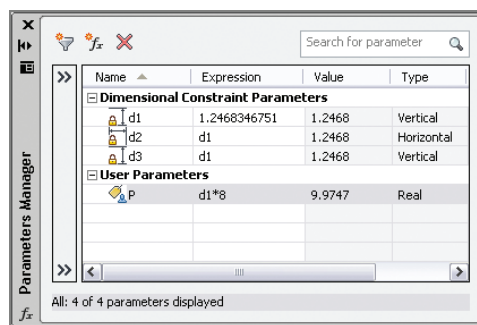 Search for parameter
Name Expression Value Type
Dimensional Constraint Parameters
d1 1.2468346751 1.2468 Vertical
d2 d1 1.2468 Horizontal
d3 d1 1.2468 Vertical
User Parameters
P d1*8 9.9747 Real
All: 4 of 4 parameters displayed
Parameters Manager
fx
fx